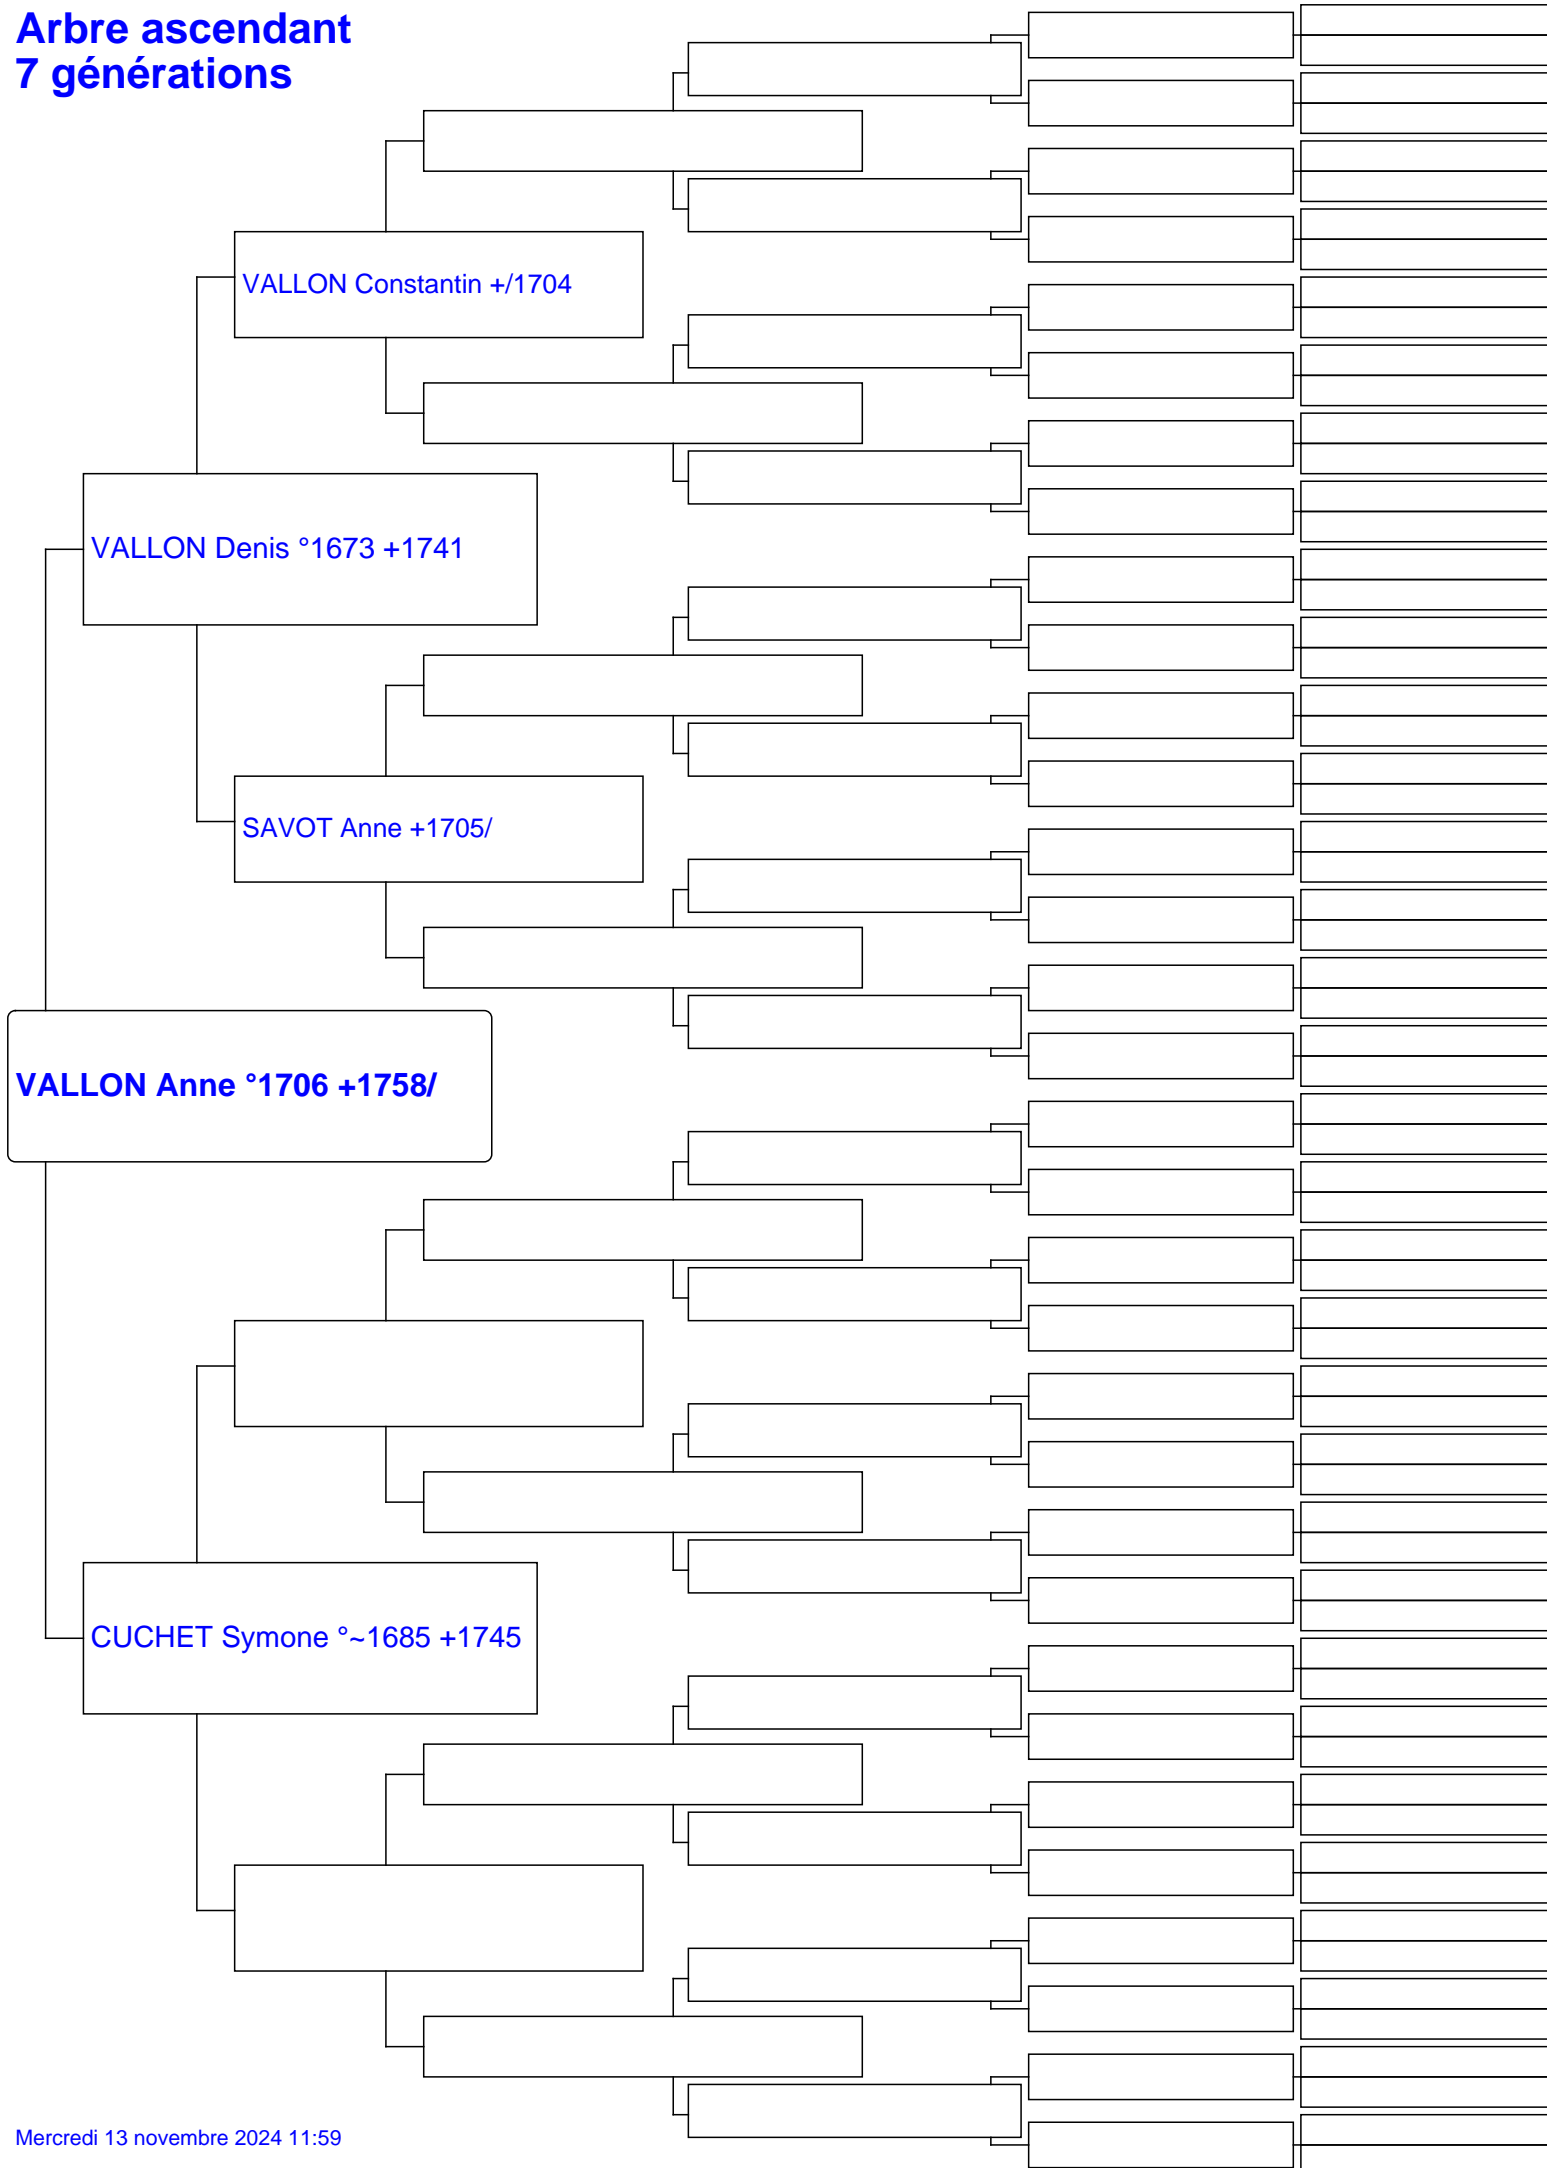 Arbre ascendant
7 générations
VALLON Constantin +/1704
VALLON Denis °1673 +1741
SAVOT Anne +1705/
VALLON Anne °1706 +1758/
CUCHET Symone °~1685 +1745
Mercredi 13 novembre 2024 11:59